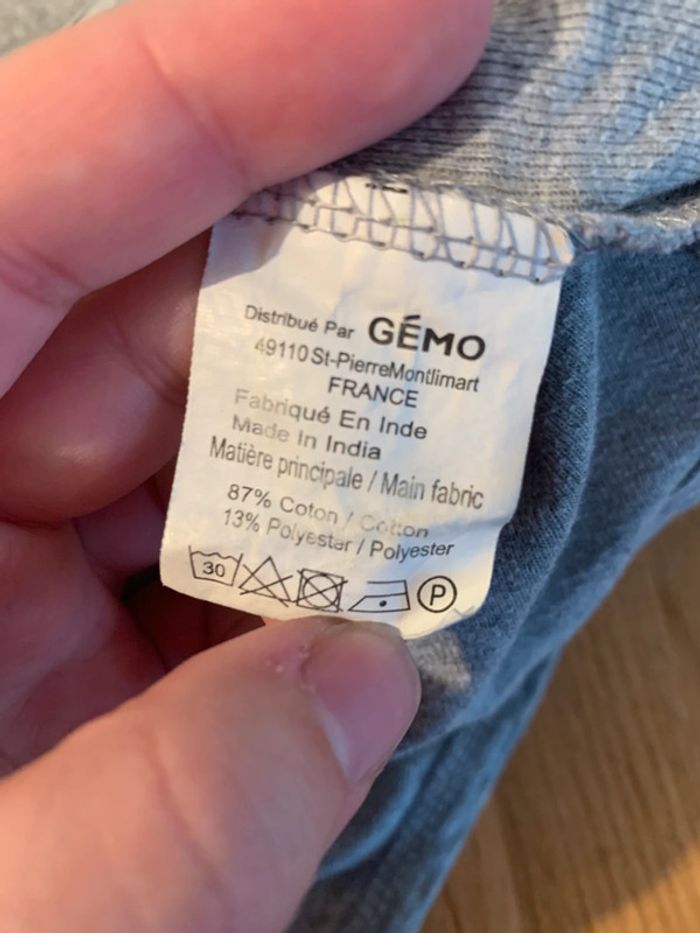 Distribué Par GÉMO
49110 St-PierreMontlimart
FRANCE
Fabriqué En Inde
Made In India
Matière principale / Main fabric
87% Coton / Cotton
13% Polyester / Polyester
30 P